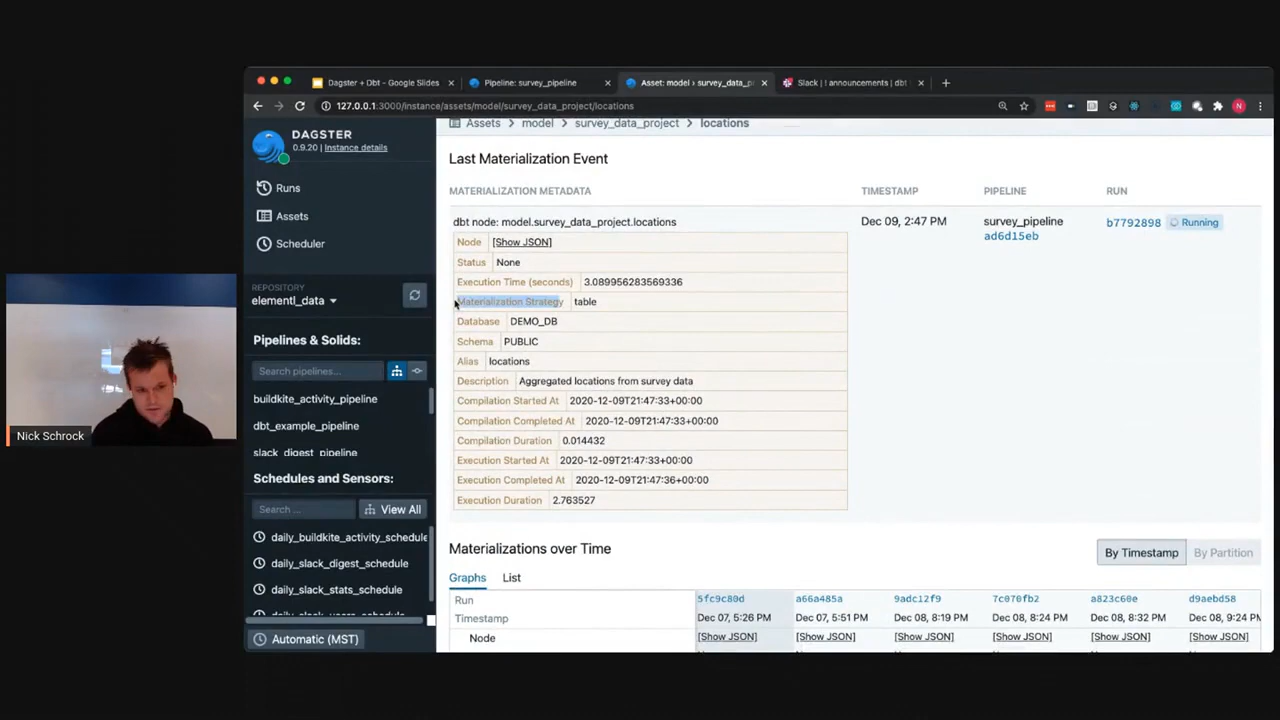 Dagster + Dbt - Google Slides
Pipeline: survey_pipeline
Asset: model › survey_data_pr
Slack | ! announcements | dbt
127.0.0.1:3000/instance/assets/model/survey_data_project/locations
N
DAGSTER
0.9.20 | Instance details
Runs
Assets
Scheduler
REPOSITORY
elementl_data
Pipelines & Solids:
Search pipelines...
buildkite_activity_pipeline
dbt_example_pipeline
slack_digest_pipeline
Schedules and Sensors:
Search ...
View All
daily_buildkite_activity_schedule
daily_slack_digest_schedule
daily_slack_stats_schedule
Automatic (MST)
Assets > model > survey_data_project > locations
Last Materialization Event
MATERIALIZATION METADATA TIMESTAMP PIPELINE RUN
dbt node: model.survey_data_project.locations Dec 09, 2:47 PM survey_pipeline b7792898 Running
ad6d15eb
Node [Show JSON]
Status None
Execution Time (seconds) 3.089956283569336
Materialization Strategy table
Database DEMO_DB
Schema PUBLIC
Alias locations
Description Aggregated locations from survey data
Compilation Started At 2020-12-09T21:47:33+00:00
Compilation Completed At 2020-12-09T21:47:33+00:00
Compilation Duration 0.014432
Execution Started At 2020-12-09T21:47:33+00:00
Execution Completed At 2020-12-09T21:47:36+00:00
Execution Duration 2.763527
Materializations over Time
By Timestamp By Partition
Graphs List
Run 5fc9c80d a66a485a 9adc12f9 7c070fb2 a823c60e d9aebd58
Timestamp Dec 07, 5:26 PM Dec 07, 5:51 PM Dec 08, 8:19 PM Dec 08, 8:24 PM Dec 08, 8:32 PM Dec 08, 9:24 PM
Node [Show JSON] [Show JSON] [Show JSON] [Show JSON] [Show JSON] [Show JSON]
Nick Schrock